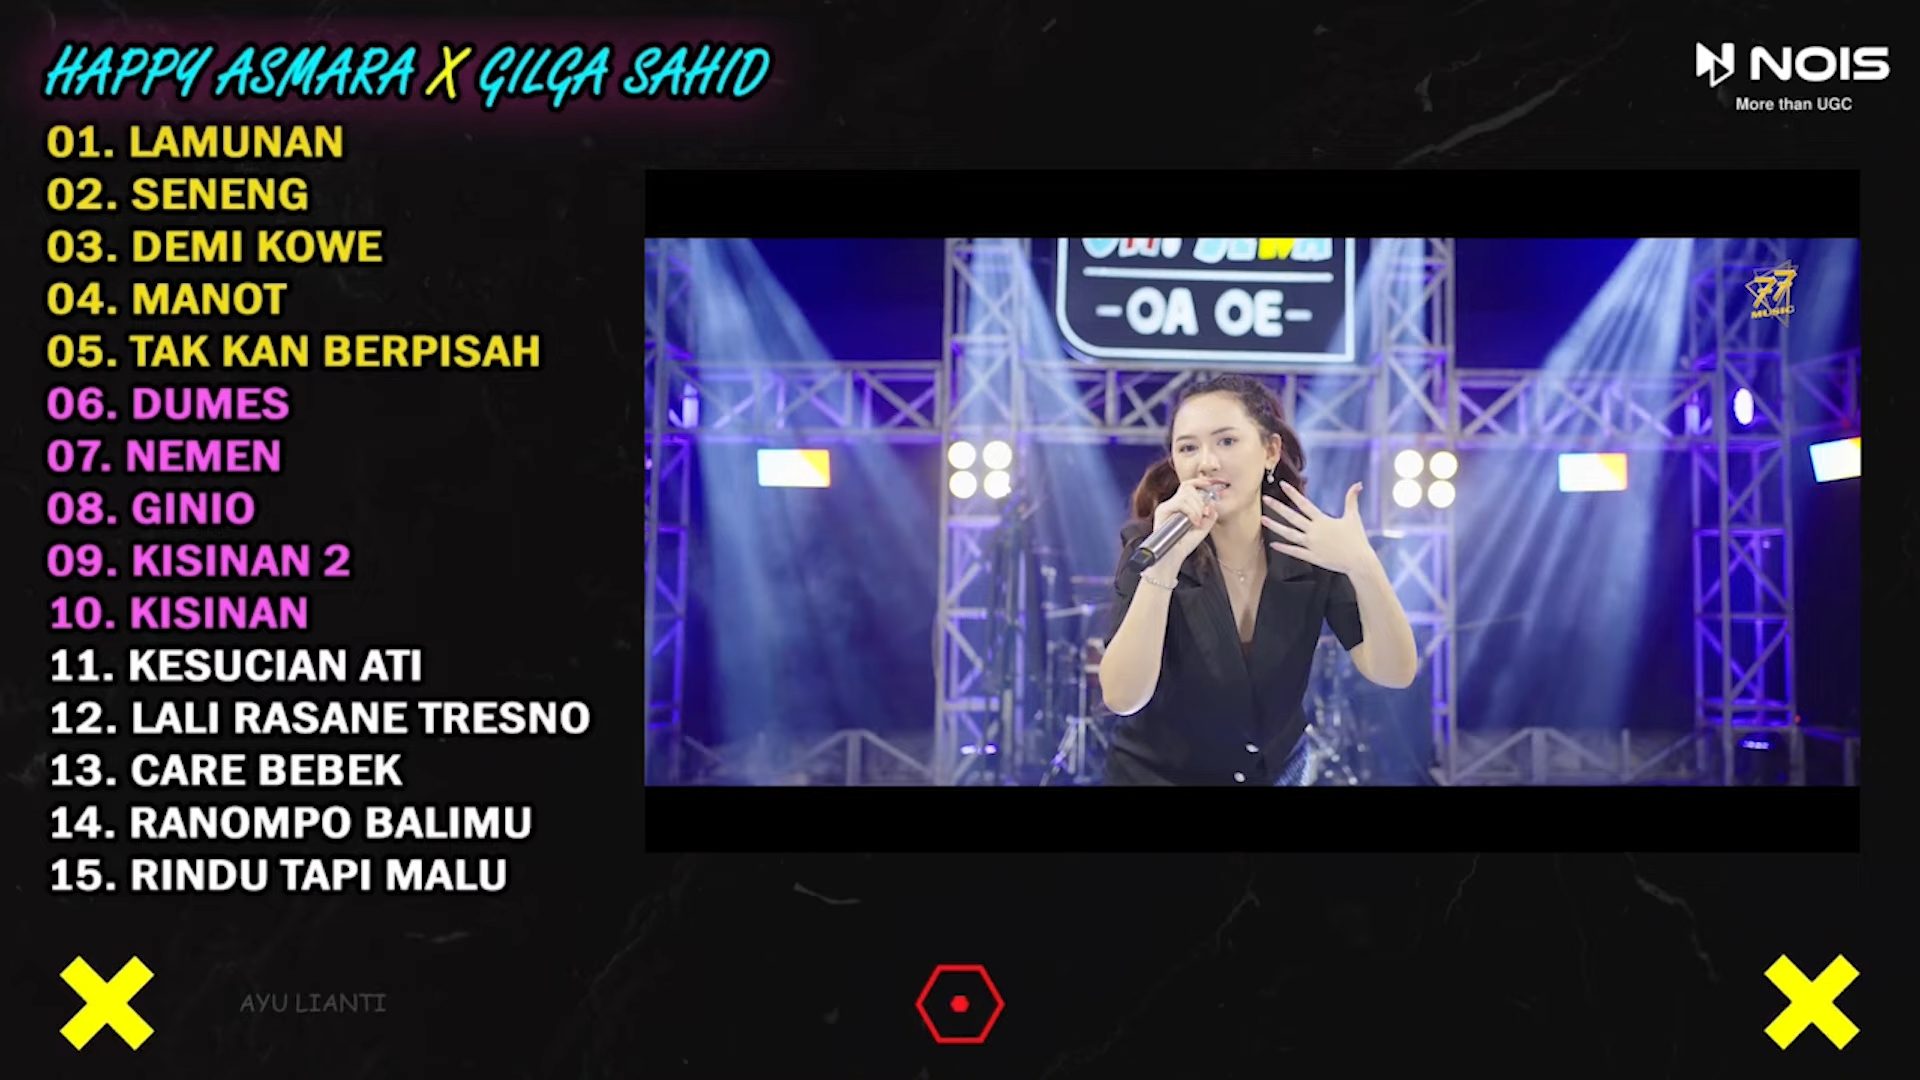 HAPPY ASMARA X GILGA SAHID
NOIS
More than UGC
01. LAMUNAN
02. SENENG
03. DEMI KOWE
04. MANOT
05. TAK KAN BERPISAH
06. DUMES
07. NEMEN
08. GINIO
09. KISINAN 2
10. KISINAN
11. KESUCIAN ATI
12. LALI RASANE TRESNO
13. CARE BEBEK
14. RANOMPO BALIMU
15. RINDU TAPI MALU
-OA OE-
77
MUSIC
AYU LIANTI